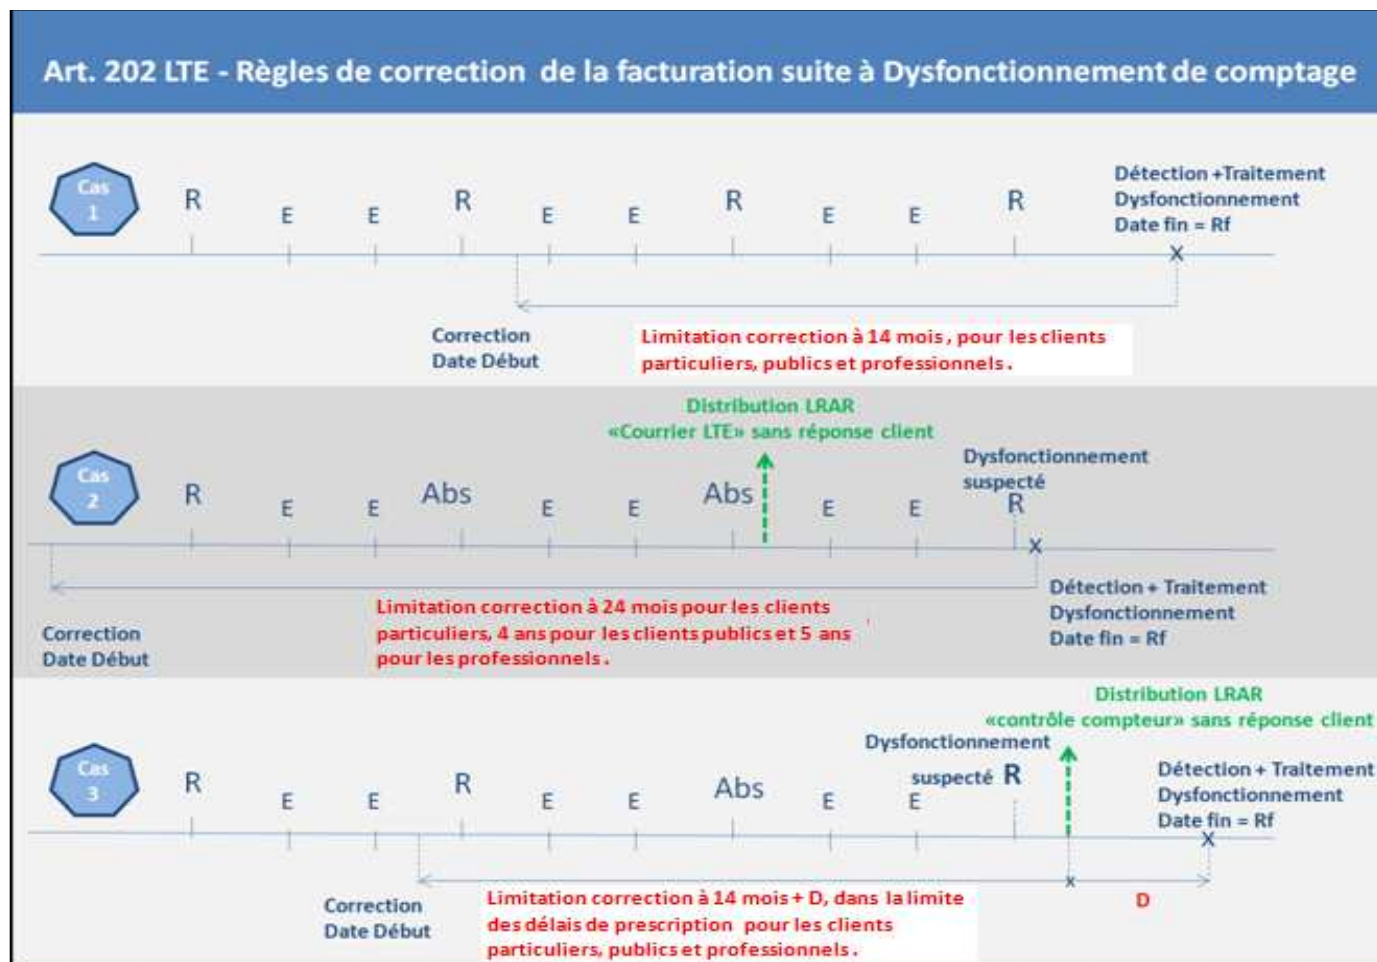 Art. 202 LTE - Règles de correction de la facturation suite à Dysfonctionnement de comptage
Cas
1
R
E
E
R
E
E
R
E
E
R
Détection +Traitement
Dysfonctionnement
Date fin = Rf
X
Correction
Date Début
Limitation correction à 14 mois , pour les clients
particuliers, publics et professionnels .
Distribution LRAR
«Courrier LTE» sans réponse client
Cas
2
R
E
E
Abs
E
E
Abs
E
E
Dysfonctionnement
suspecté
R
X
Détection + Traitement
Dysfonctionnement
Date fin = Rf
Limitation correction à 24 mois pour les clients
particuliers, 4 ans pour les clients publics et 5 ans
pour les professionnels .
Correction
Date Début
Distribution LRAR
«contrôle compteur» sans réponse client
Cas
3
R
E
E
R
E
E
Abs
E
E
Dysfonctionnement
suspecté R
Détection + Traitement
Dysfonctionnement
Date fin = Rf
X
X
D
Correction
Date Début
Limitation correction à 14 mois + D, dans la limite
des délais de prescription pour les clients
particuliers, publics et professionnels .